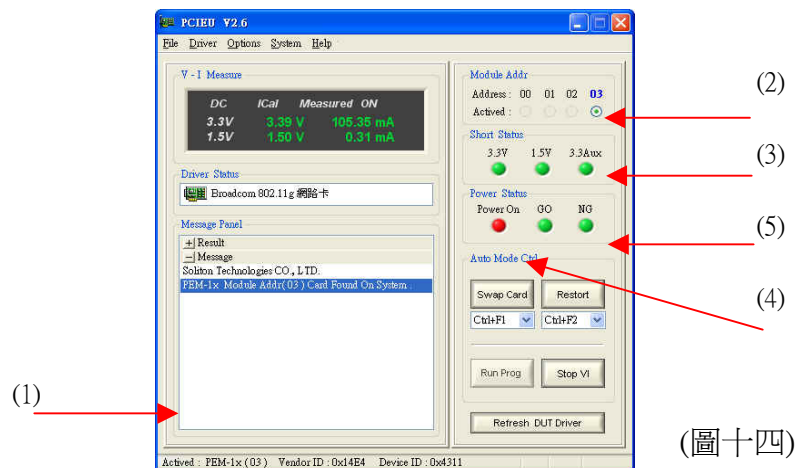 PCIEU V2.6
File Driver Options System Help
V - I Measure
DC ICal Measured ON
3.3V 3.39 V 105.35 mA
1.5V 1.50 V 0.31 mA
Driver Status
Broadcom 802.11g 網路卡
Message Panel
+ Result
- Message
Soliton Technologies CO., LTD.
PEM-1x Module Addr( 03 ) Card Found On System .
Module Addr
Address : 00 01 02 03
Actived :
Short Status
3.3V 1.5V 3.3Aux
Power Status
Power On GO NG
Auto Mode Ctrl
Swap Card Restort
Ctrl+F1 Ctrl+F2
Run Prog Stop VI
Refresh DUT Driver
Actived : PEM-1x ( 03 ) Vendor ID : 0x14E4 Device ID : 0x4311
(1)
(2)
(3)
(5)
(4)
(圖十四)